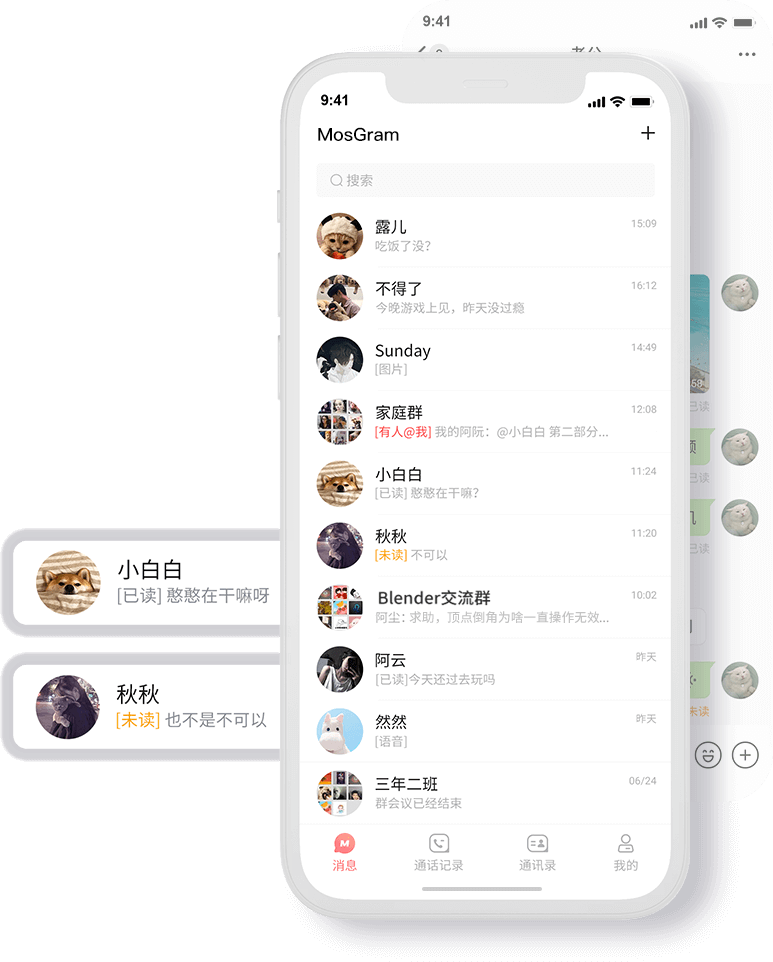 9:41
9:41
MosGram
搜索
露儿
15:09
吃饭了没？
不得了
16:12
今晚游戏上见，昨天没过瘾
Sunday
14:49
[图片]
家庭群
12:08
[有人@我] 我的阿阮：@小白白 第二部分...
小白白
11:24
[已读] 憨憨在干嘛？
秋秋
11:20
[未读] 不可以
Blender交流群
10:02
阿尘: 求助，顶点倒角为啥一直操作无效...
阿云
昨天
[已读]今天还过去玩吗
然然
昨天
[语音]
三年二班
06/24
群会议已经结束
消息
通话记录
通讯录
我的
小白白
[已读] 憨憨在干嘛呀
秋秋
[未读] 也不是不可以
58
已读
已读
已读
未读